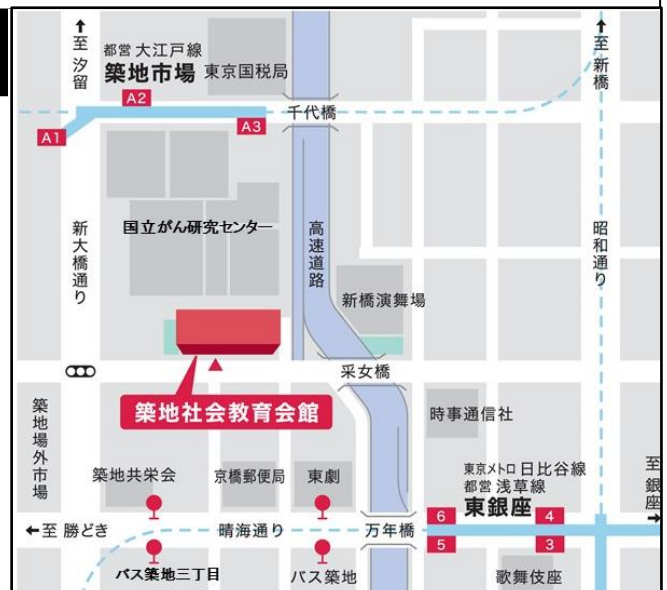 至 汐留
都営 大江戸線
築地市場
東京国税局
至 新橋
A2
A1
A3
千代橋
国立がん研究センター
新大橋通り
高速道路
昭和通り
新橋演舞場
采女橋
築地社会教育会館
時事通信社
築地場外市場
築地共栄会
京橋郵便局
東劇
東京メトロ 日比谷線
都営 浅草線
東銀座
至 銀座
6
4
←至 勝どき
晴海通り
万年橋
5
3
バス築地三丁目
バス築地
歌舞伎座